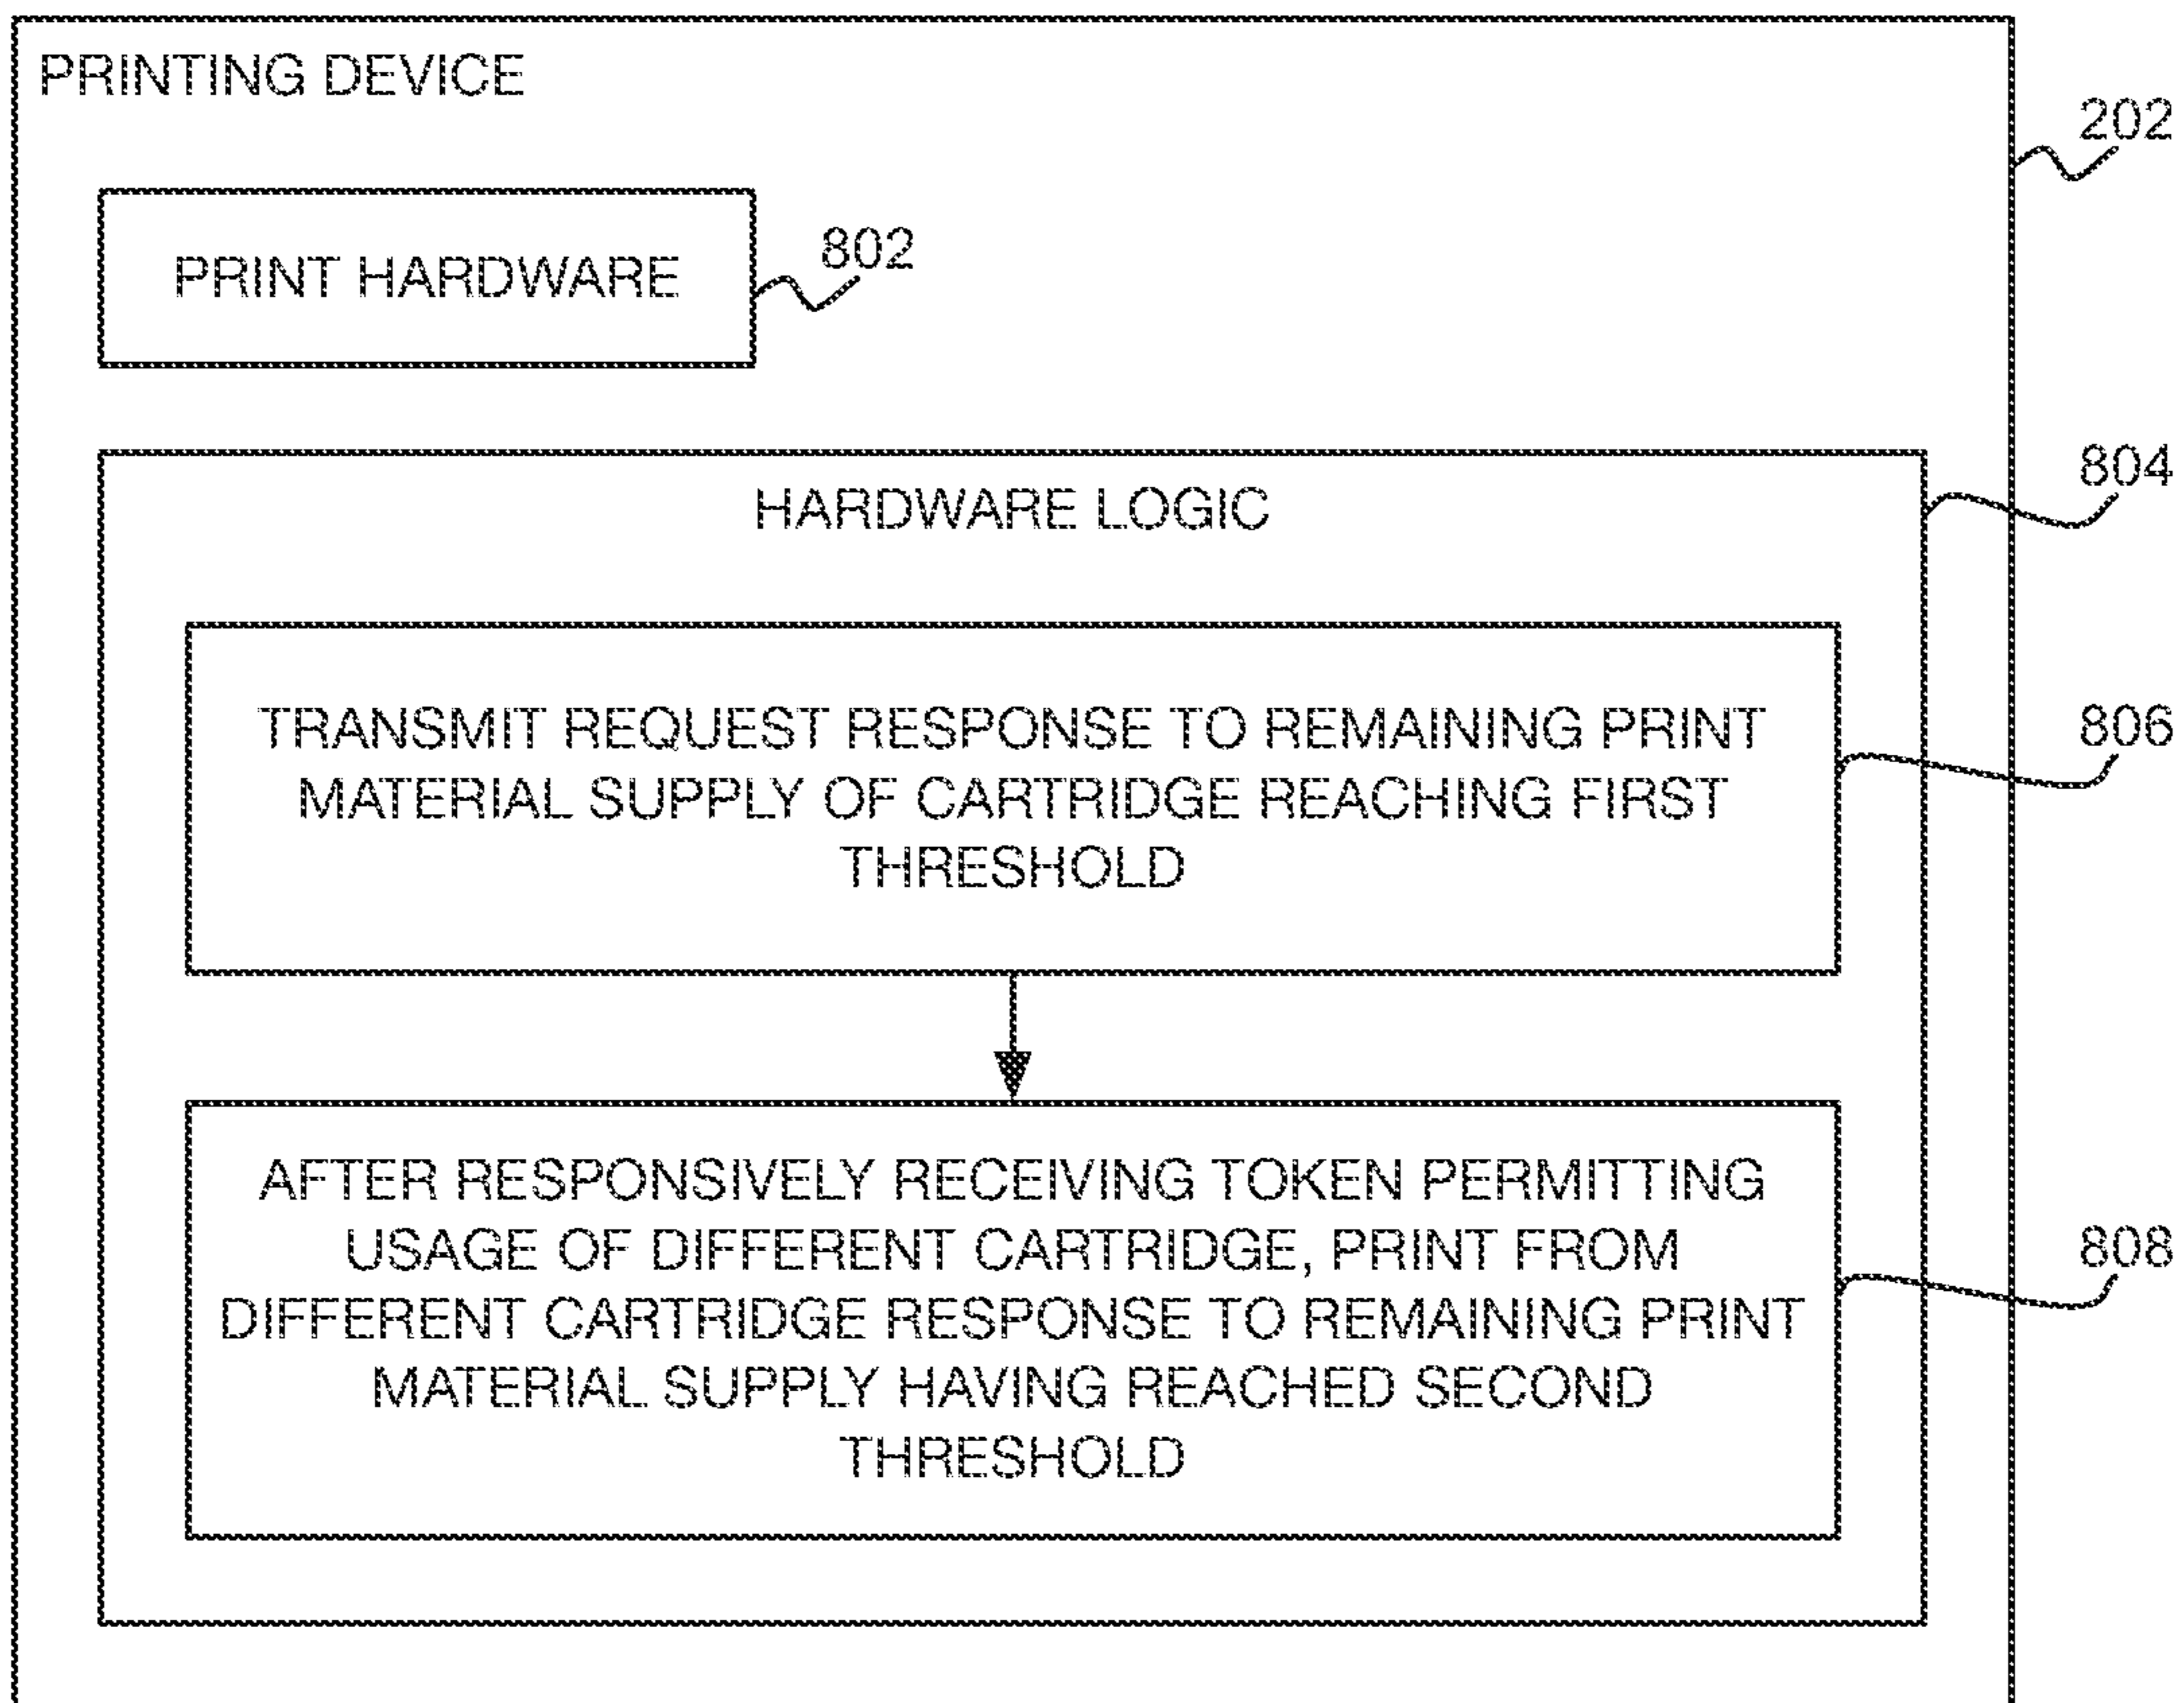 PRINTING DEVICE
202
PRINT HARDWARE
802
HARDWARE LOGIC
804
TRANSMIT REQUEST RESPONSE TO REMAINING PRINT
MATERIAL SUPPLY OF CARTRIDGE REACHING FIRST
THRESHOLD
806
AFTER RESPONSIVELY RECEIVING TOKEN PERMITTING
USAGE OF DIFFERENT CARTRIDGE, PRINT FROM
DIFFERENT CARTRIDGE RESPONSE TO REMAINING PRINT
MATERIAL SUPPLY HAVING REACHED SECOND
THRESHOLD
808